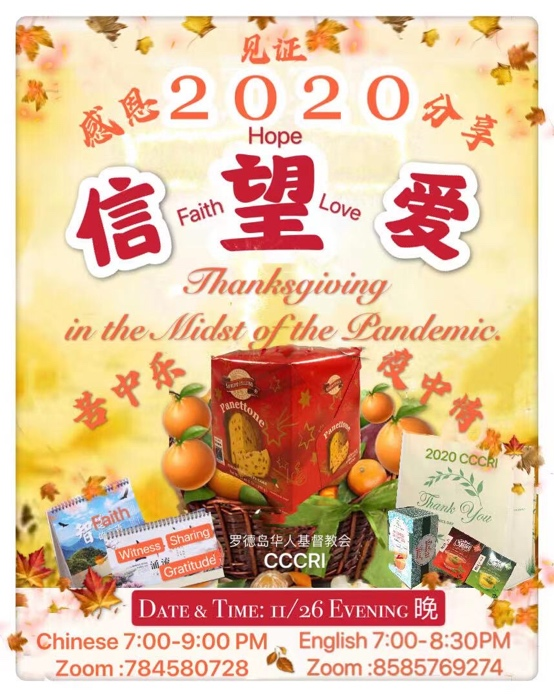 见证
感恩 2020 分享
Hope
信 Faith 望 Love 爱
Thanksgiving
in the Midst of the Pandemic.
苦中乐
疫中情
Panettone
Panettone
2020 CCCRI
Thank You
Faith
Witness Sharing
Gratitude
罗德岛华人基督教会
CCCRI
DATE & TIME: 11/26 EVENING 晚
Chinese 7:00-9:00 PM
English 7:00-8:30PM
Zoom :784580728
Zoom :8585769274